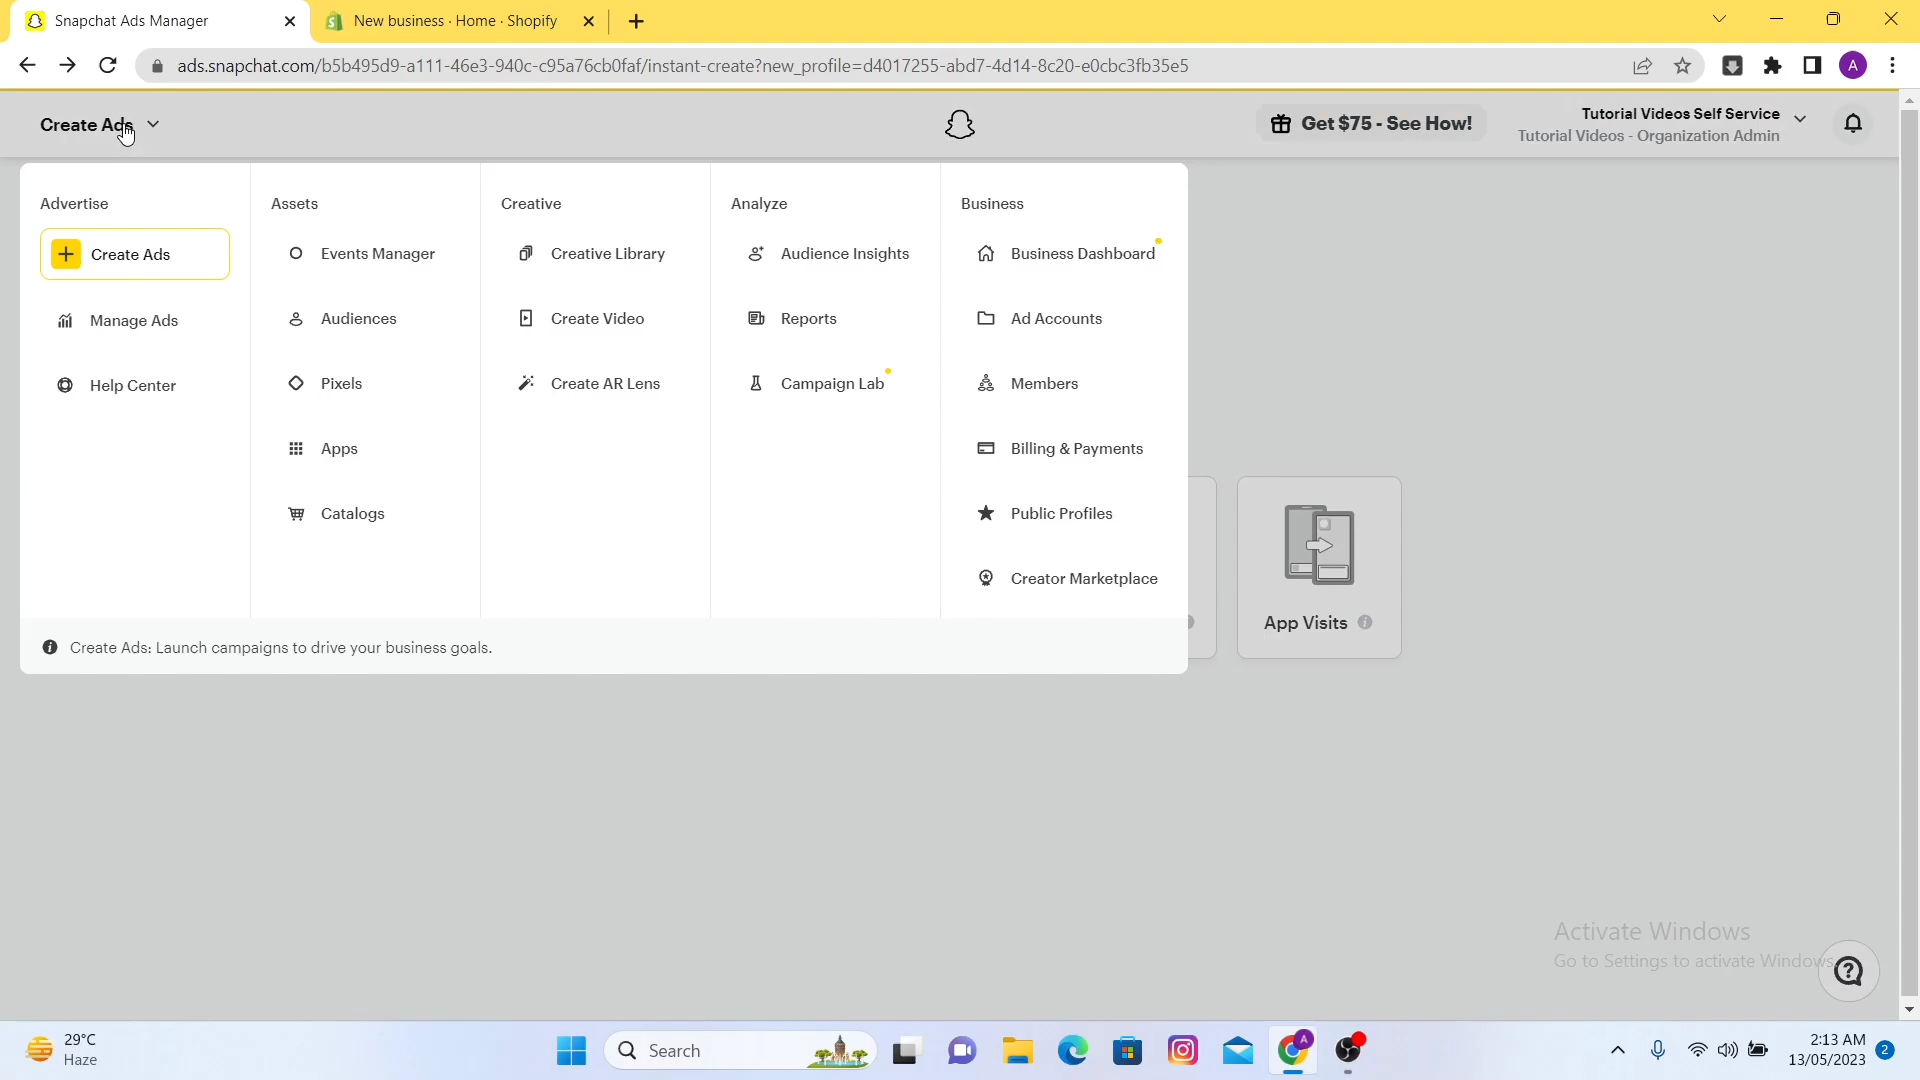 Snapchat Ads Manager
New business · Home · Shopify
ads.snapchat.com/b5b495d9-a111-46e3-940c-c95a76cb0faf/instant-create?new_profile=d4017255-abd7-4d14-8c20-e0cbc3fb35e5
A
Create Ads
Get $75 - See How!
Tutorial Videos Self Service
Tutorial Videos - Organization Admin
Advertise
Create Ads
Manage Ads
Help Center
Assets
Events Manager
Audiences
Pixels
Apps
Catalogs
Creative
Creative Library
Create Video
Create AR Lens
Analyze
Audience Insights
Reports
Campaign Lab
Business
Business Dashboard
Ad Accounts
Members
Billing & Payments
Public Profiles
Creator Marketplace
Create Ads: Launch campaigns to drive your business goals.
App Visits
Activate Windows
Go to Settings to activate Windows.
29°C
Haze
Search
A
2:13 AM
13/05/2023
2